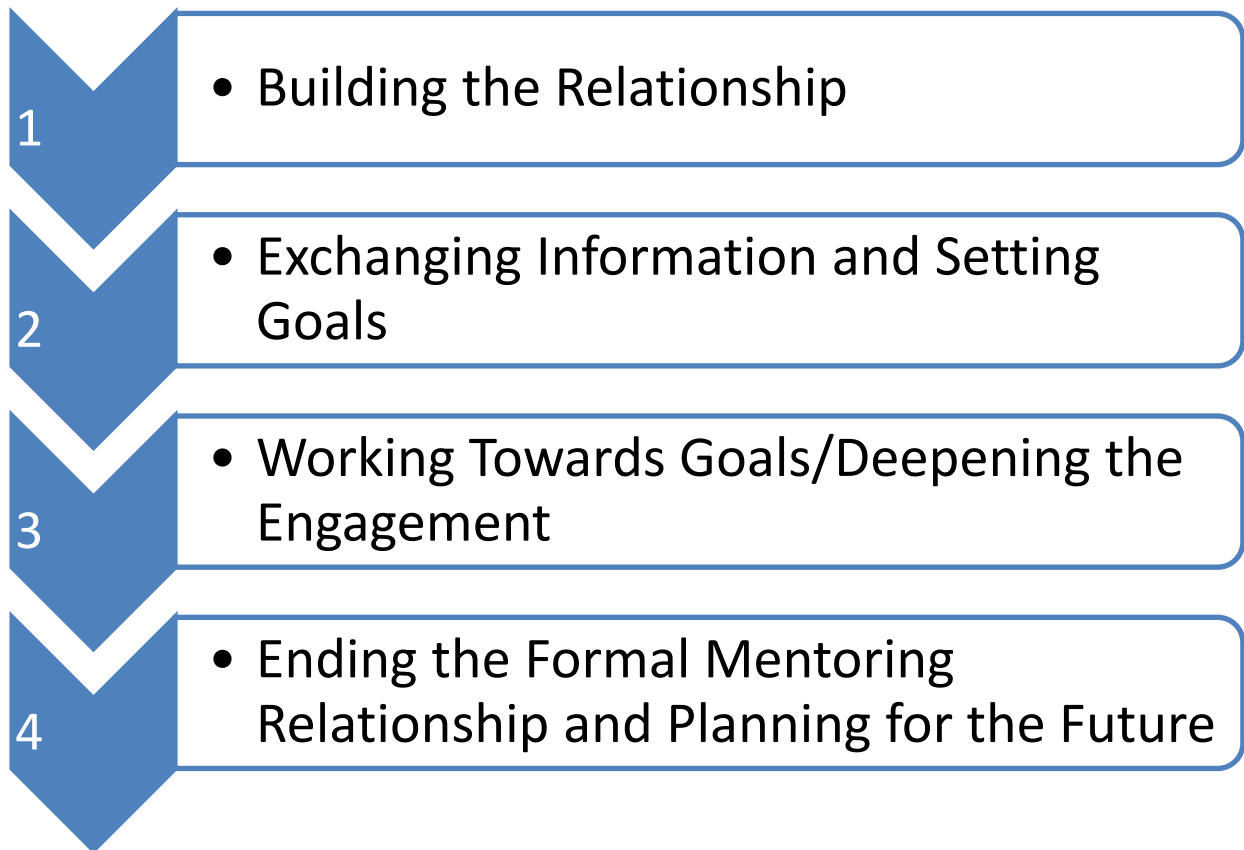 1
• Building the Relationship
2
• Exchanging Information and Setting
Goals
3
• Working Towards Goals/Deepening the
Engagement
4
• Ending the Formal Mentoring
Relationship and Planning for the Future